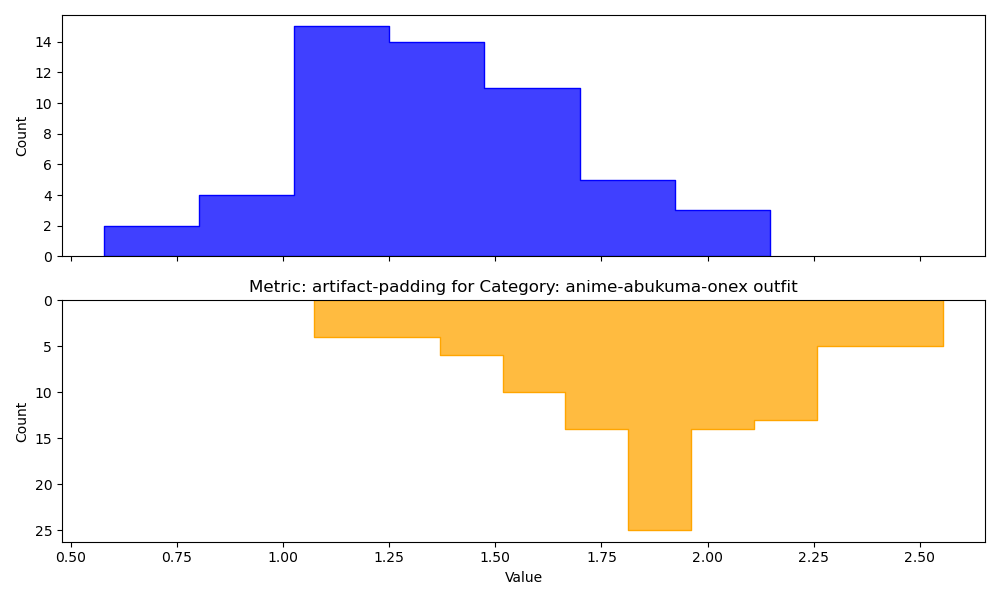 14
12
10
8
6
4
2
0
Count
Metric: artifact-padding for Category: anime-abukuma-onex outfit
0
5
10
15
20
25
Count
0.50 0.75 1.00 1.25 1.50 1.75 2.00 2.25 2.50
Value